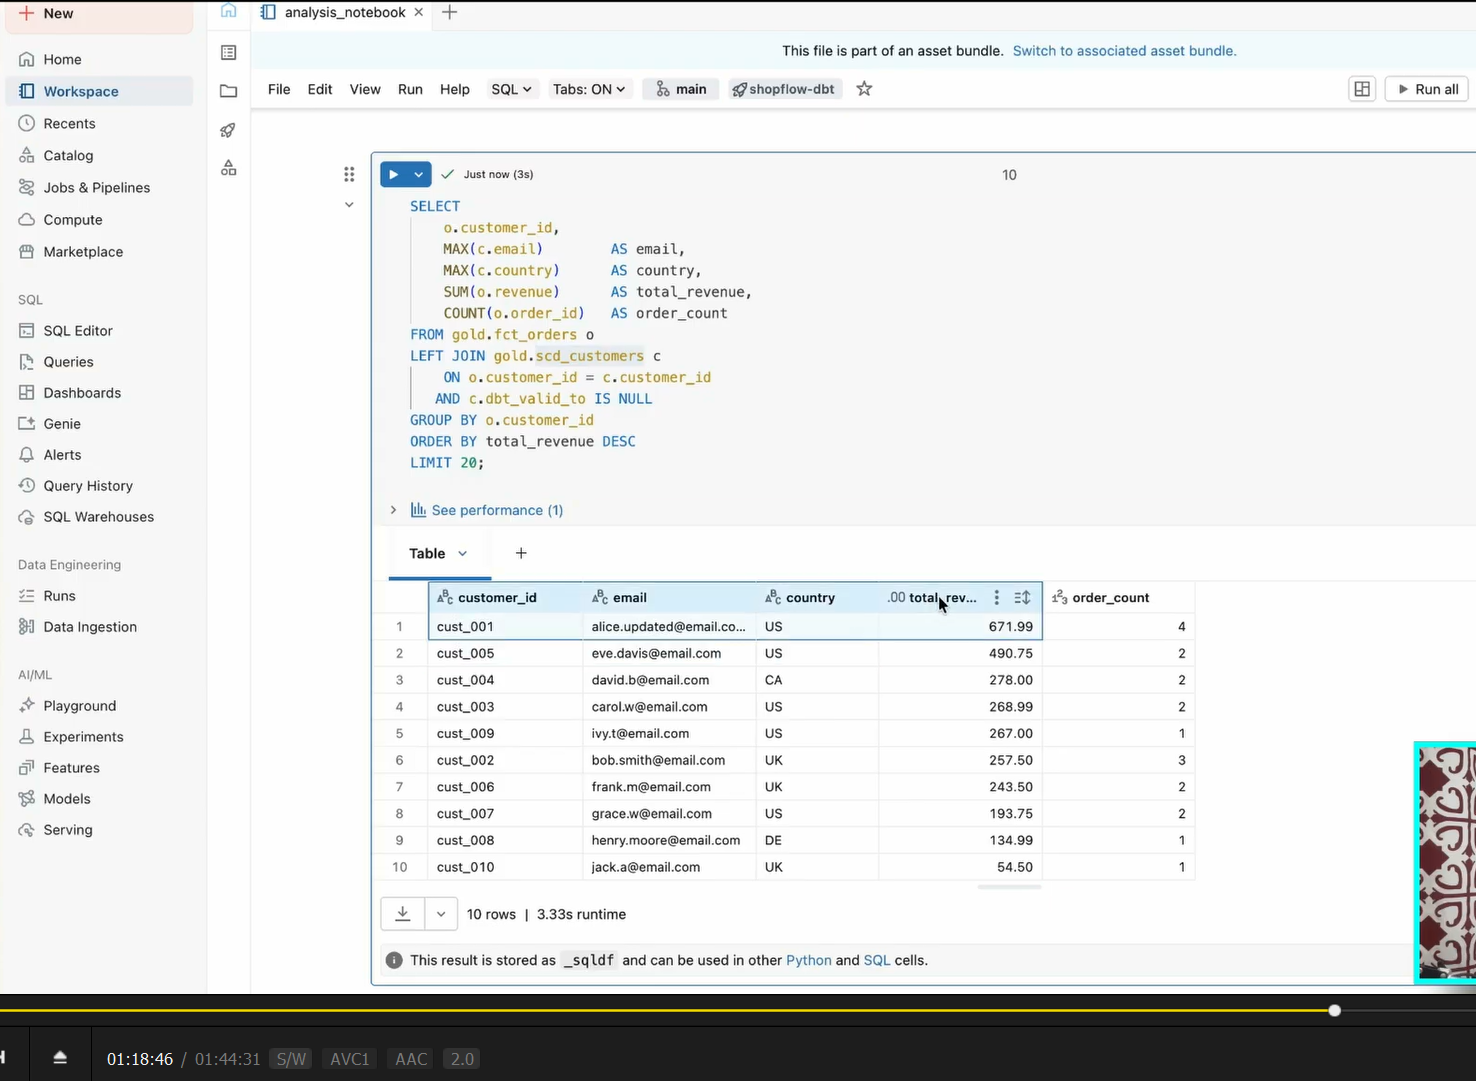 New
analysis_notebook
This file is part of an asset bundle. Switch to associated asset bundle.
Home
Workspace
Recents
Catalog
Jobs & Pipelines
Compute
Marketplace
SQL
SQL Editor
Queries
Dashboards
Genie
Alerts
Query History
SQL Warehouses
Data Engineering
Runs
Data Ingestion
AI/ML
Playground
Experiments
Features
Models
Serving
File Edit View Run Help SQL Tabs: ON main shopflow-dbt Run all
Just now (3s) 10
SELECT
o.customer_id,
MAX(c.email) AS email,
MAX(c.country) AS country,
SUM(o.revenue) AS total_revenue,
COUNT(o.order_id) AS order_count
FROM gold.fct_orders o
LEFT JOIN gold.scd_customers c
ON o.customer_id = c.customer_id
AND c.dbt_valid_to IS NULL
GROUP BY o.customer_id
ORDER BY total_revenue DESC
LIMIT 20;
See performance (1)
Table
customer_id email country .00 total_rev... order_count
1 cust_001 alice.updated@email.co... US 671.99 4
2 cust_005 eve.davis@email.com US 490.75 2
3 cust_004 david.b@email.com CA 278.00 2
4 cust_003 carol.w@email.com US 268.99 2
5 cust_009 ivy.t@email.com US 267.00 1
6 cust_002 bob.smith@email.com UK 257.50 3
7 cust_006 frank.m@email.com UK 243.50 2
8 cust_007 grace.w@email.com US 193.75 2
9 cust_008 henry.moore@email.com DE 134.99 1
10 cust_010 jack.a@email.com UK 54.50 1
10 rows | 3.33s runtime
This result is stored as _sqldf and can be used in other Python and SQL cells.
01:18:46 / 01:44:31 S/W AVC1 AAC 2.0